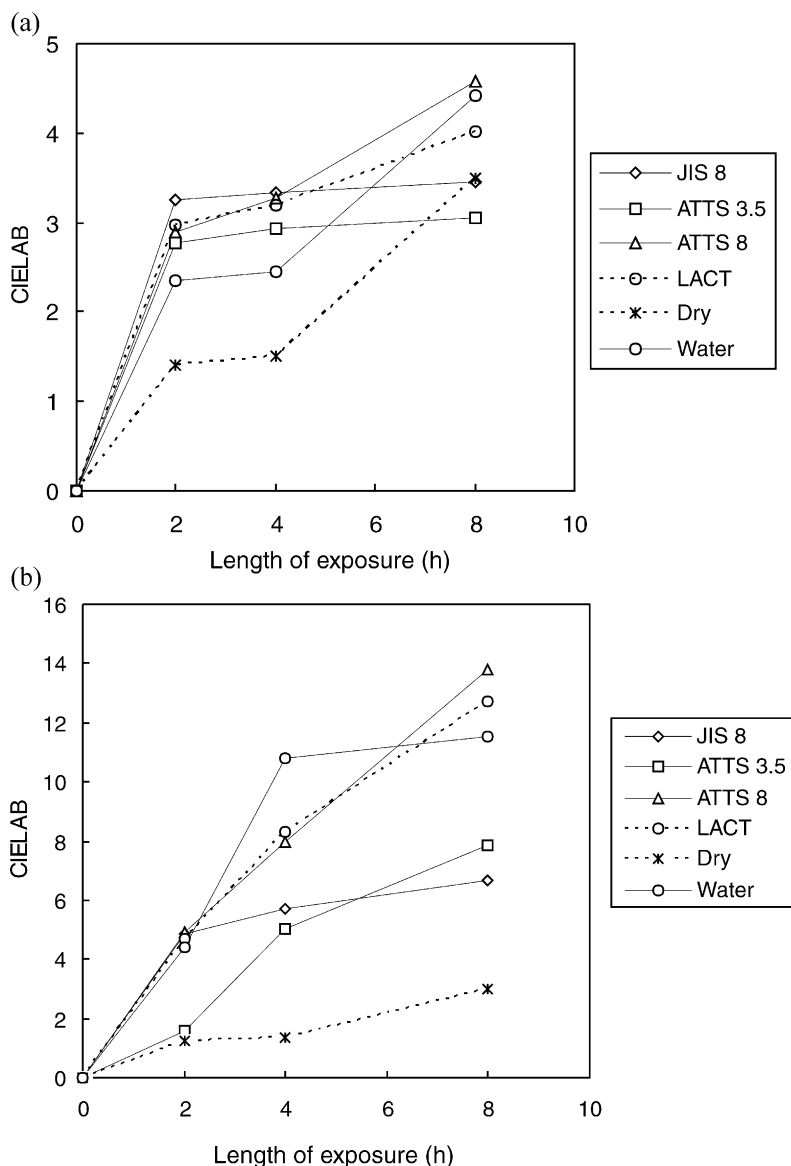 (a)
5
4
3
2
1
0
CIELAB
0 2 4 6 8 10
Length of exposure (h)
JIS 8
ATTS 3.5
ATTS 8
LACT
Dry
Water
(b)
16
14
12
10
8
6
4
2
0
CIELAB
0 2 4 6 8 10
Length of exposure (h)
JIS 8
ATTS 3.5
ATTS 8
LACT
Dry
Water